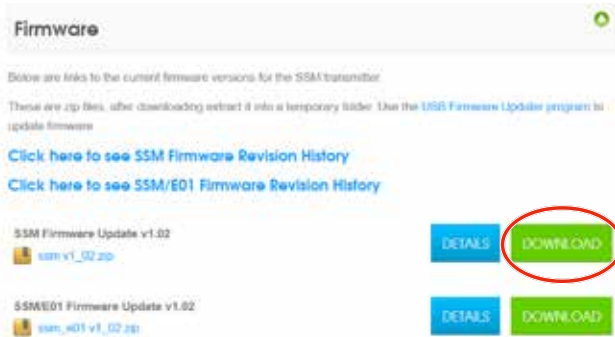 Firmware
Below are links to the current firmware versions for the SSM transmitter.
These are zip files, after downloading extract it into a temporary folder. Use the USB Firmware Updater program to
update firmware
Click here to see SSM Firmware Revision History
Click here to see SSM/E01 Firmware Revision History
SSM Firmware Update v1.02
DETAILS
DOWNLOAD
ssm v1_02.zip
SSM/E01 Firmware Update v1.02
DETAILS
DOWNLOAD
ssm_e01 v1_02.zip